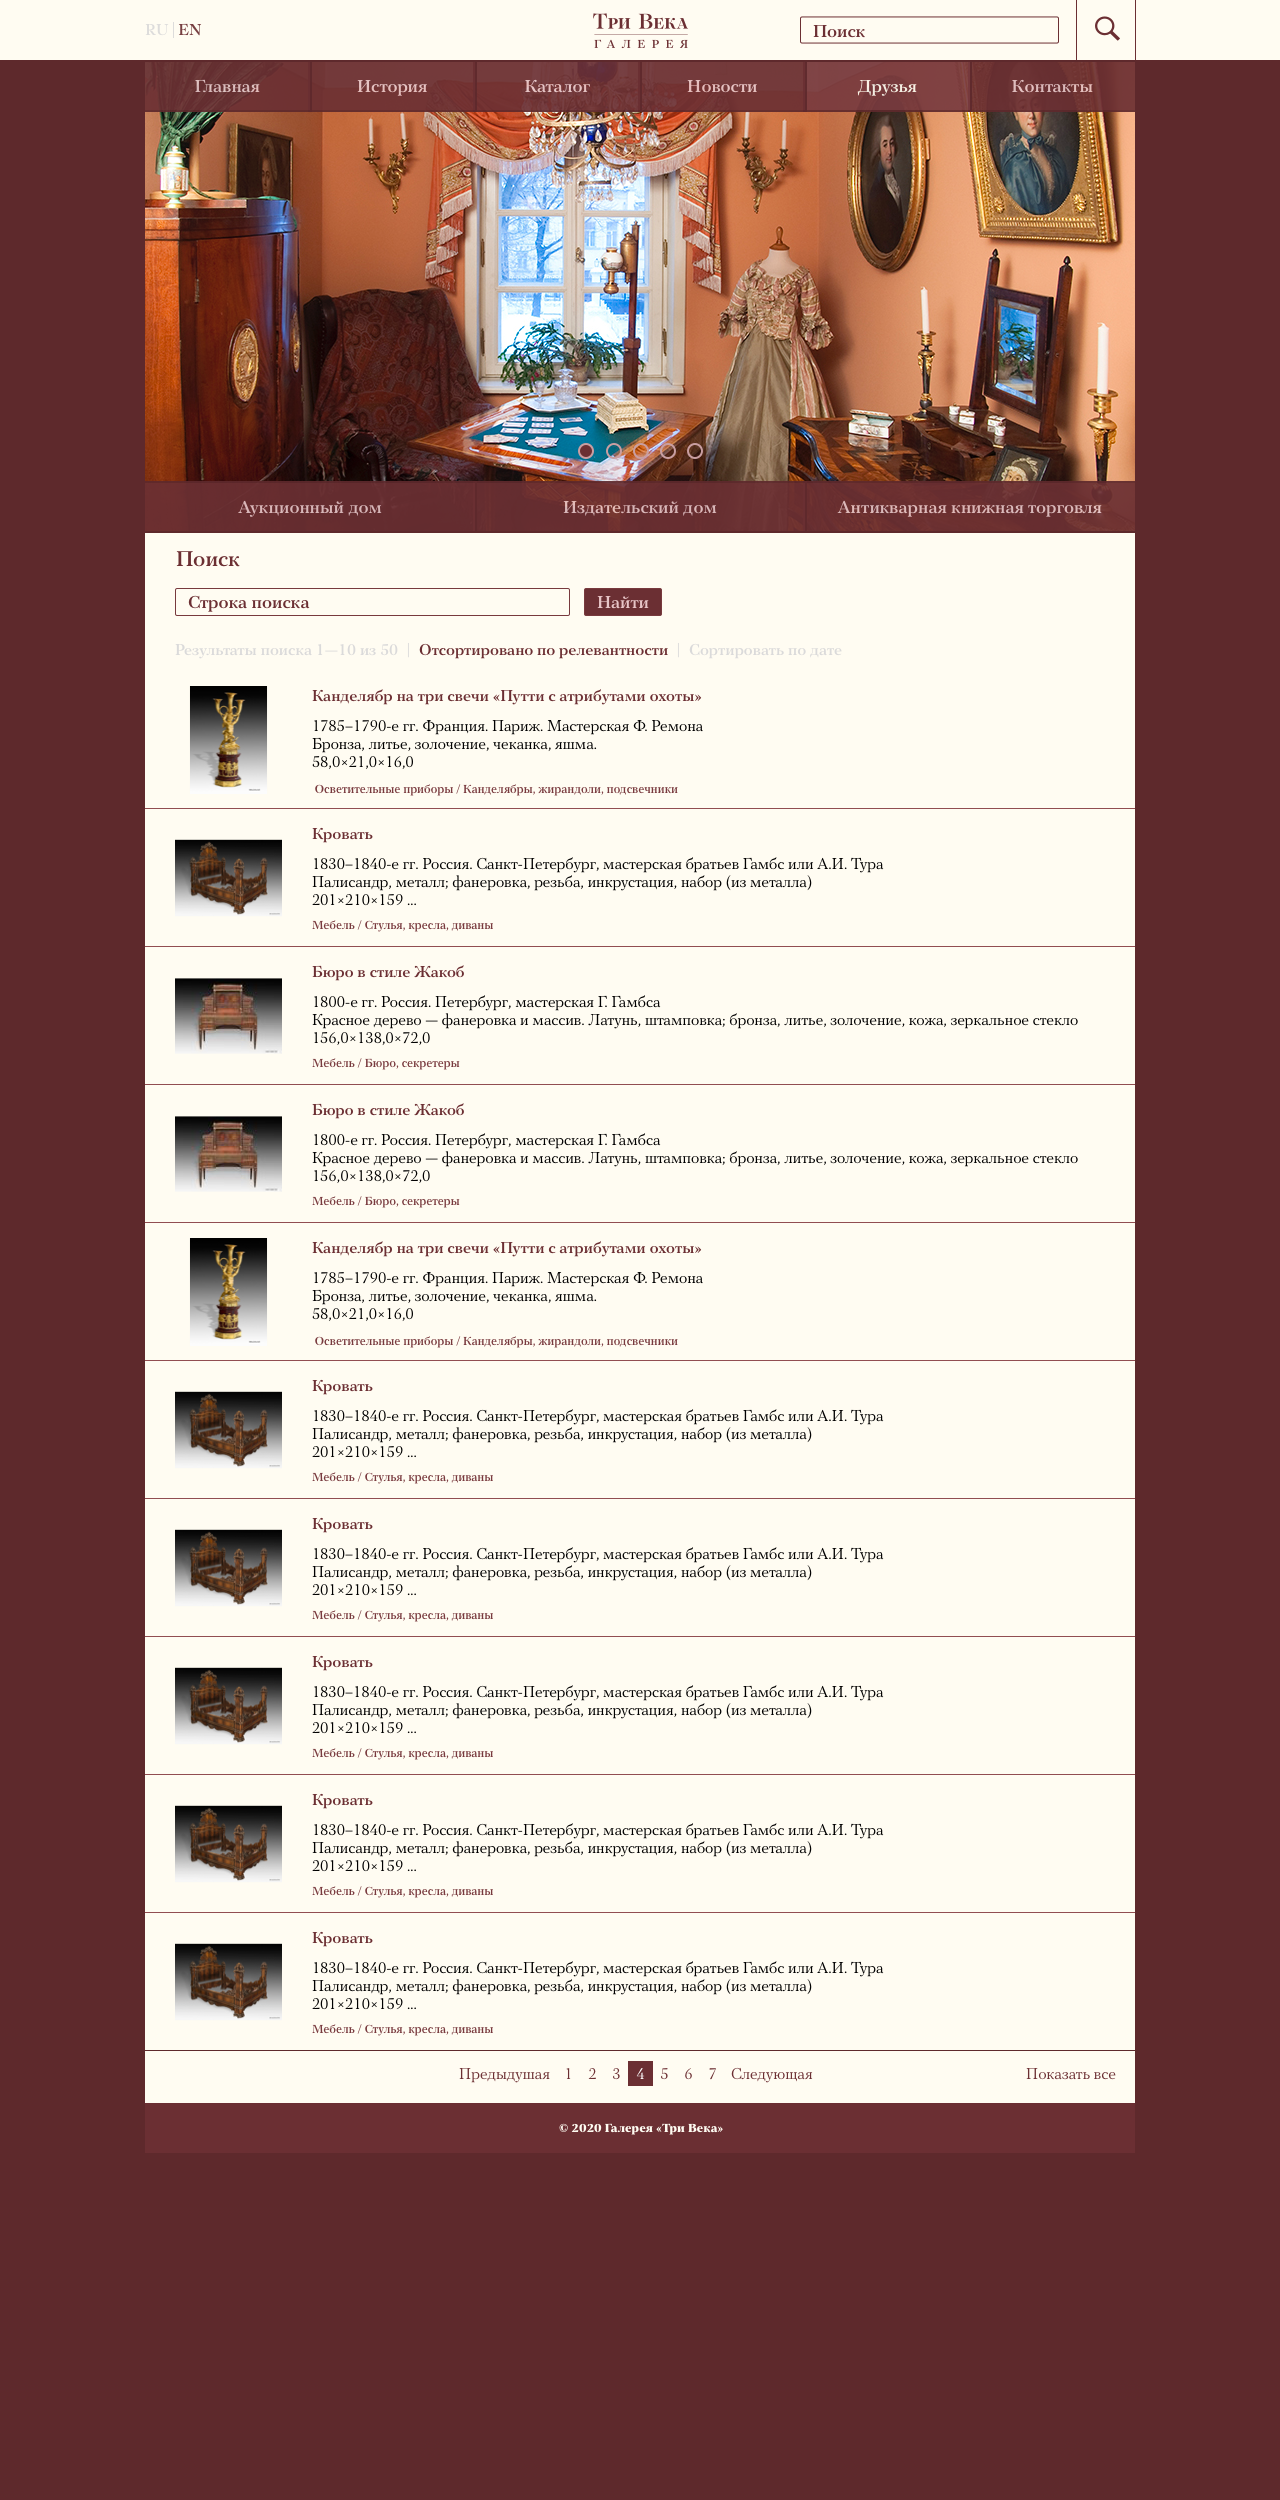 RU | EN
Три Века
ГАЛЕРЕЯ
Поиск
Главная
История
Каталог
Новости
Друзья
Контакты
Аукционный дом
Издательский дом
Антикварная книжная торговля
Поиск
Строка поиска
Найти
Результаты поиска 1—10 из 50 | Отсортировано по релевантности | Сортировать по дате
Канделябр на три свечи «Путти с атрибутами охоты»
1785–1790-е гг. Франция. Париж. Мастерская Ф. Ремона
Бронза, литье, золочение, чеканка, яшма.
58,0×21,0×16,0
Осветительные приборы / Канделябры, жирандоли, подсвечники
Кровать
1830–1840-е гг. Россия. Санкт-Петербург, мастерская братьев Гамбс или А.И. Тура
Палисандр, металл; фанеровка, резьба, инкрустация, набор (из металла)
201×210×159 ...
Мебель / Стулья, кресла, диваны
Бюро в стиле Жакоб
1800-е гг. Россия. Петербург, мастерская Г. Гамбса
Красное дерево — фанеровка и массив. Латунь, штамповка; бронза, литье, золочение, кожа, зеркальное стекло
156,0×138,0×72,0
Мебель / Бюро, секретеры
Бюро в стиле Жакоб
1800-е гг. Россия. Петербург, мастерская Г. Гамбса
Красное дерево — фанеровка и массив. Латунь, штамповка; бронза, литье, золочение, кожа, зеркальное стекло
156,0×138,0×72,0
Мебель / Бюро, секретеры
Канделябр на три свечи «Путти с атрибутами охоты»
1785–1790-е гг. Франция. Париж. Мастерская Ф. Ремона
Бронза, литье, золочение, чеканка, яшма.
58,0×21,0×16,0
Осветительные приборы / Канделябры, жирандоли, подсвечники
Кровать
1830–1840-е гг. Россия. Санкт-Петербург, мастерская братьев Гамбс или А.И. Тура
Палисандр, металл; фанеровка, резьба, инкрустация, набор (из металла)
201×210×159 ...
Мебель / Стулья, кресла, диваны
Кровать
1830–1840-е гг. Россия. Санкт-Петербург, мастерская братьев Гамбс или А.И. Тура
Палисандр, металл; фанеровка, резьба, инкрустация, набор (из металла)
201×210×159 ...
Мебель / Стулья, кресла, диваны
Кровать
1830–1840-е гг. Россия. Санкт-Петербург, мастерская братьев Гамбс или А.И. Тура
Палисандр, металл; фанеровка, резьба, инкрустация, набор (из металла)
201×210×159 ...
Мебель / Стулья, кресла, диваны
Кровать
1830–1840-е гг. Россия. Санкт-Петербург, мастерская братьев Гамбс или А.И. Тура
Палисандр, металл; фанеровка, резьба, инкрустация, набор (из металла)
201×210×159 ...
Мебель / Стулья, кресла, диваны
Кровать
1830–1840-е гг. Россия. Санкт-Петербург, мастерская братьев Гамбс или А.И. Тура
Палисандр, металл; фанеровка, резьба, инкрустация, набор (из металла)
201×210×159 ...
Мебель / Стулья, кресла, диваны
Предыдушая 1 2 3 4 5 6 7 Следующая
Показать все
© 2020 Галерея «Три Века»